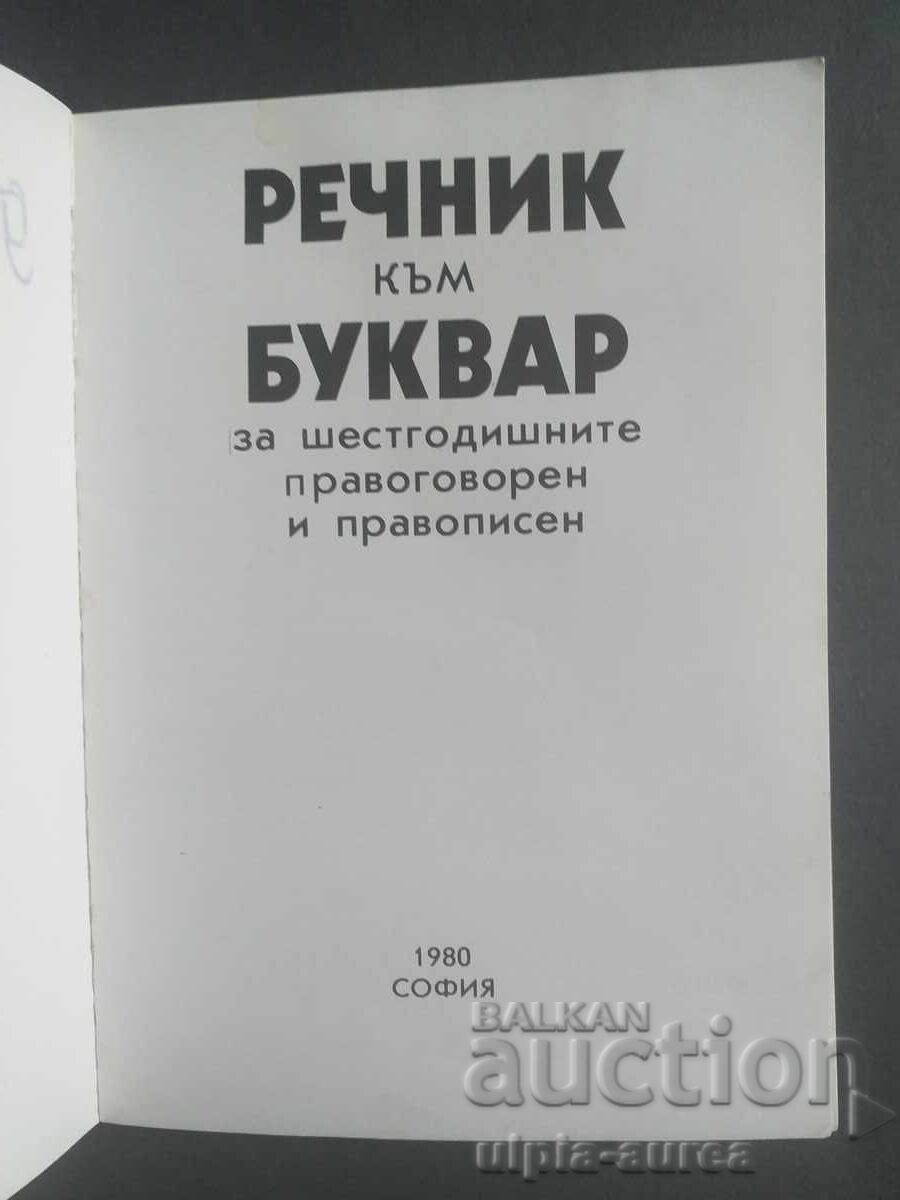 РЕЧНИК
към
БУКВАР
за шестгодишните
правоговорен
и правописен
1980
СОФИЯ
BALKAN
auction
ulpia-aurea